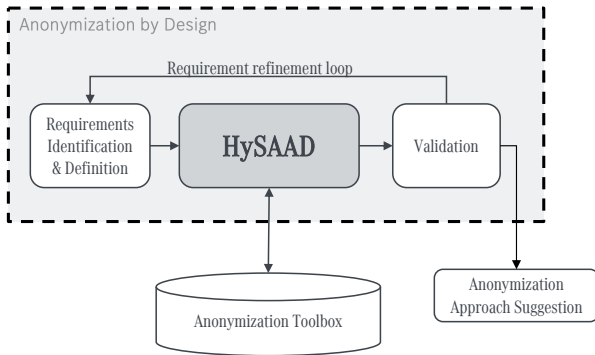 Anonymization by Design
Requirement refinement loop
Requirements
Identification
& Definition
HySAAD
Validation
Anonymization Toolbox
Anonymization
Approach Suggestion